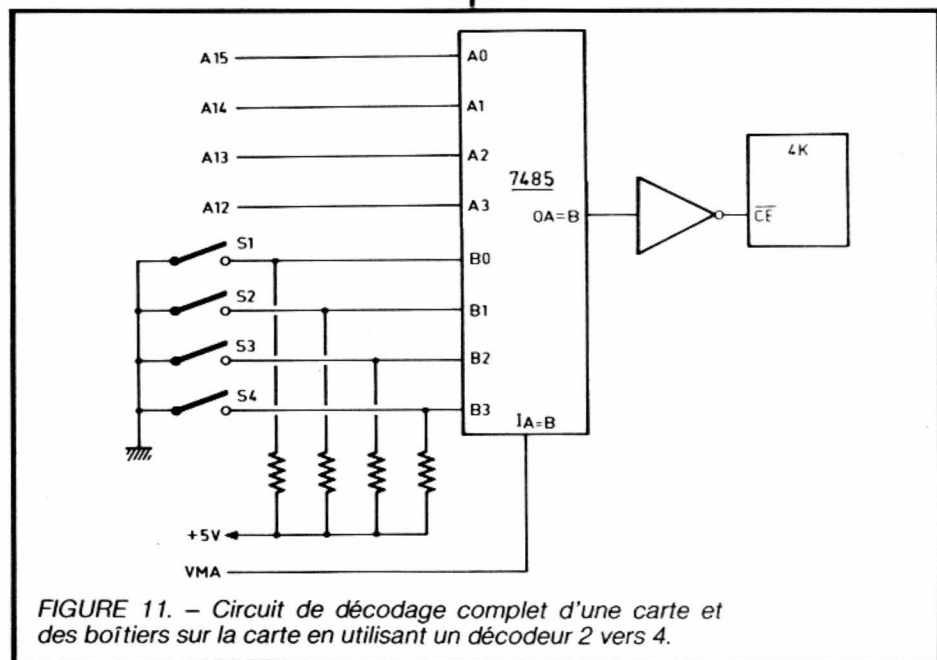 A15
A0
A14
A1
A13
A2
4K
7485
A12
A3
OA=B
CE
S1
B0
S2
B1
S3
B2
S4
B3
IA=B
+5V
VMA
FIGURE 11. – Circuit de décodage complet d'une carte et
des boîtiers sur la carte en utilisant un décodeur 2 vers 4.